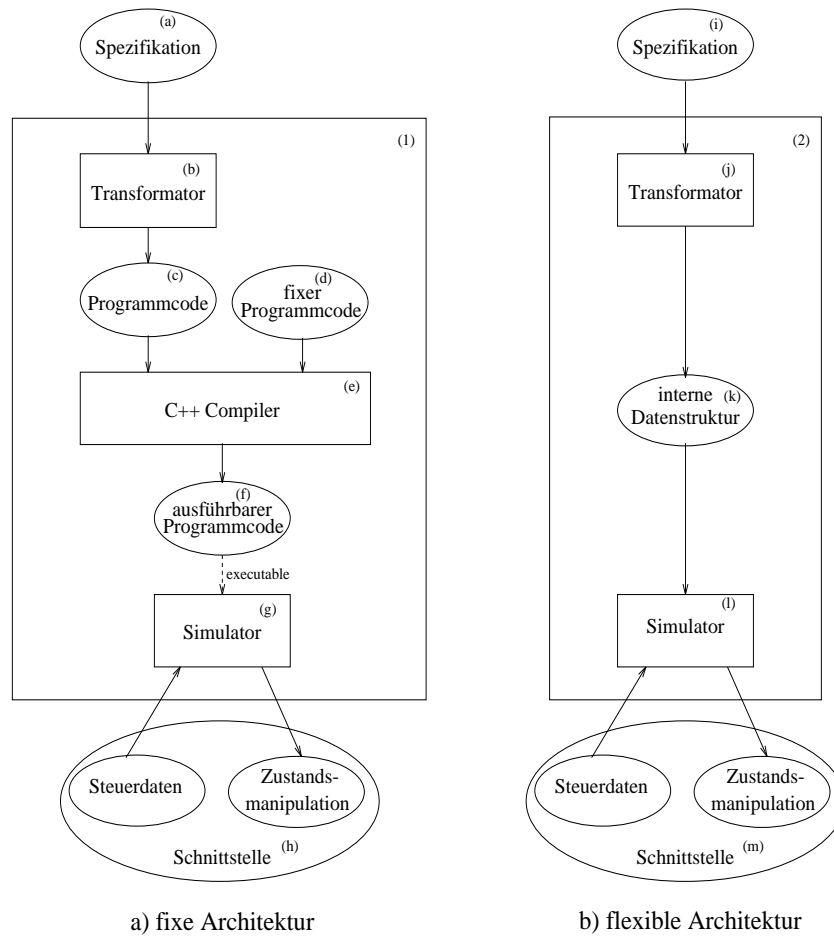 (a)
Spezifikation
(1)
(b)
Transformator
(c)
Programmcode
(d)
fixer
Programmcode
(e)
C++ Compiler
(f)
ausführbarer
Programmcode
executable
(g)
Simulator
Steuerdaten
Zustands-
manipulation
Schnittstelle (h)
a) fixe Architektur
(i)
Spezifikation
(2)
(j)
Transformator
interne (k)
Datenstruktur
(l)
Simulator
Steuerdaten
Zustands-
manipulation
Schnittstelle (m)
b) flexible Architektur